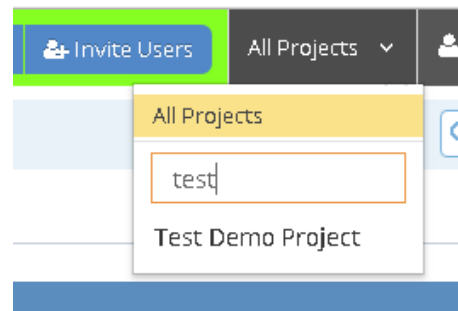 Invite Users
All Projects
All Projects
test
Test Demo Project